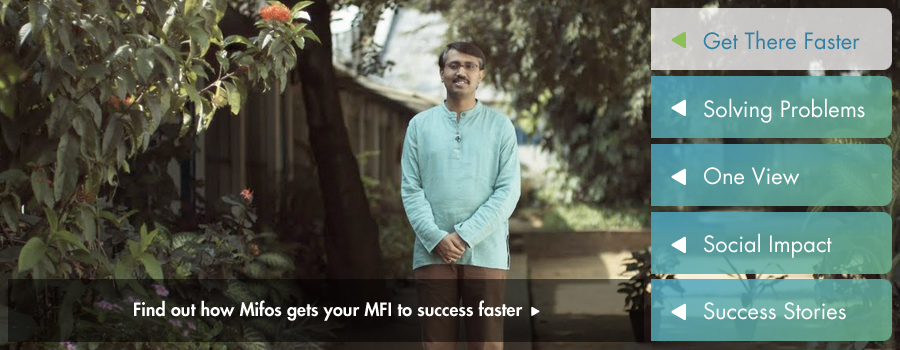 Get There Faster
Solving Problems
One View
Social Impact
Success Stories
Find out how Mifos gets your MFI to success faster